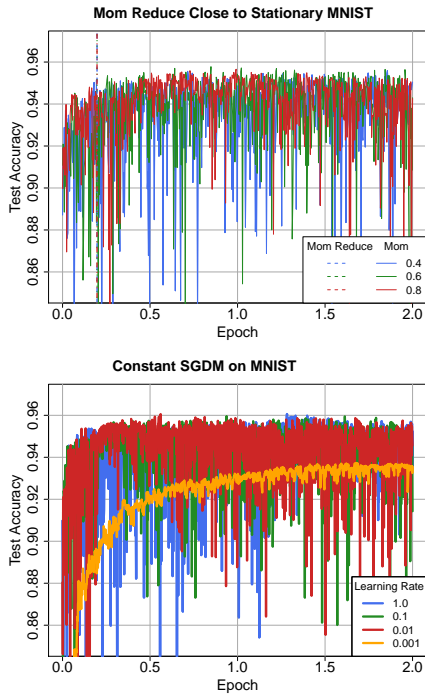 Mom Reduce Close to Stationary MNIST
Test Accuracy
0.96
0.94
0.92
0.90
0.88
0.86
Mom Reduce Mom
0.4
0.6
0.8
0.0 0.5 1.0 1.5 2.0
Epoch
Constant SGDM on MNIST
Test Accuracy
0.96
0.94
0.92
0.90
0.88
0.86
Learning Rate
1.0
0.1
0.01
0.001
0.0 0.5 1.0 1.5 2.0
Epoch